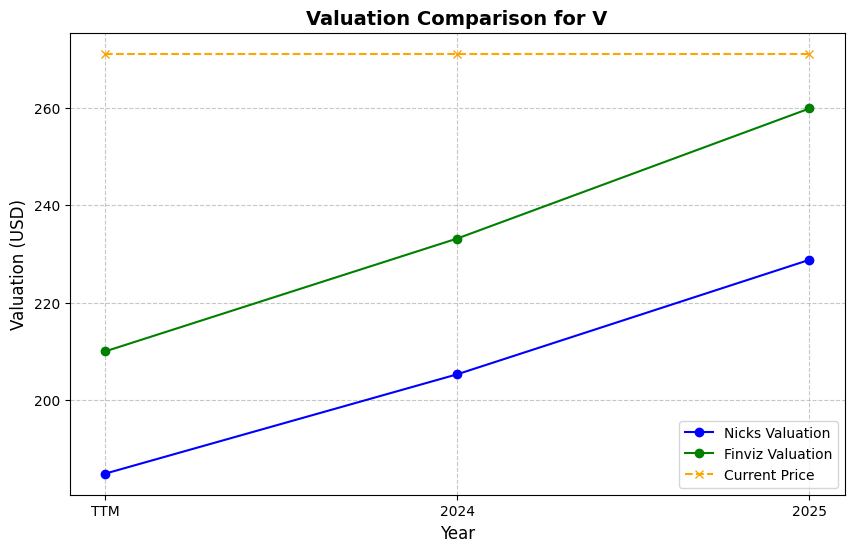 Valuation Comparison for V
Valuation (USD)
260
240
220
200
TTM
2024
2025
Year
Nicks Valuation
Finviz Valuation
Current Price